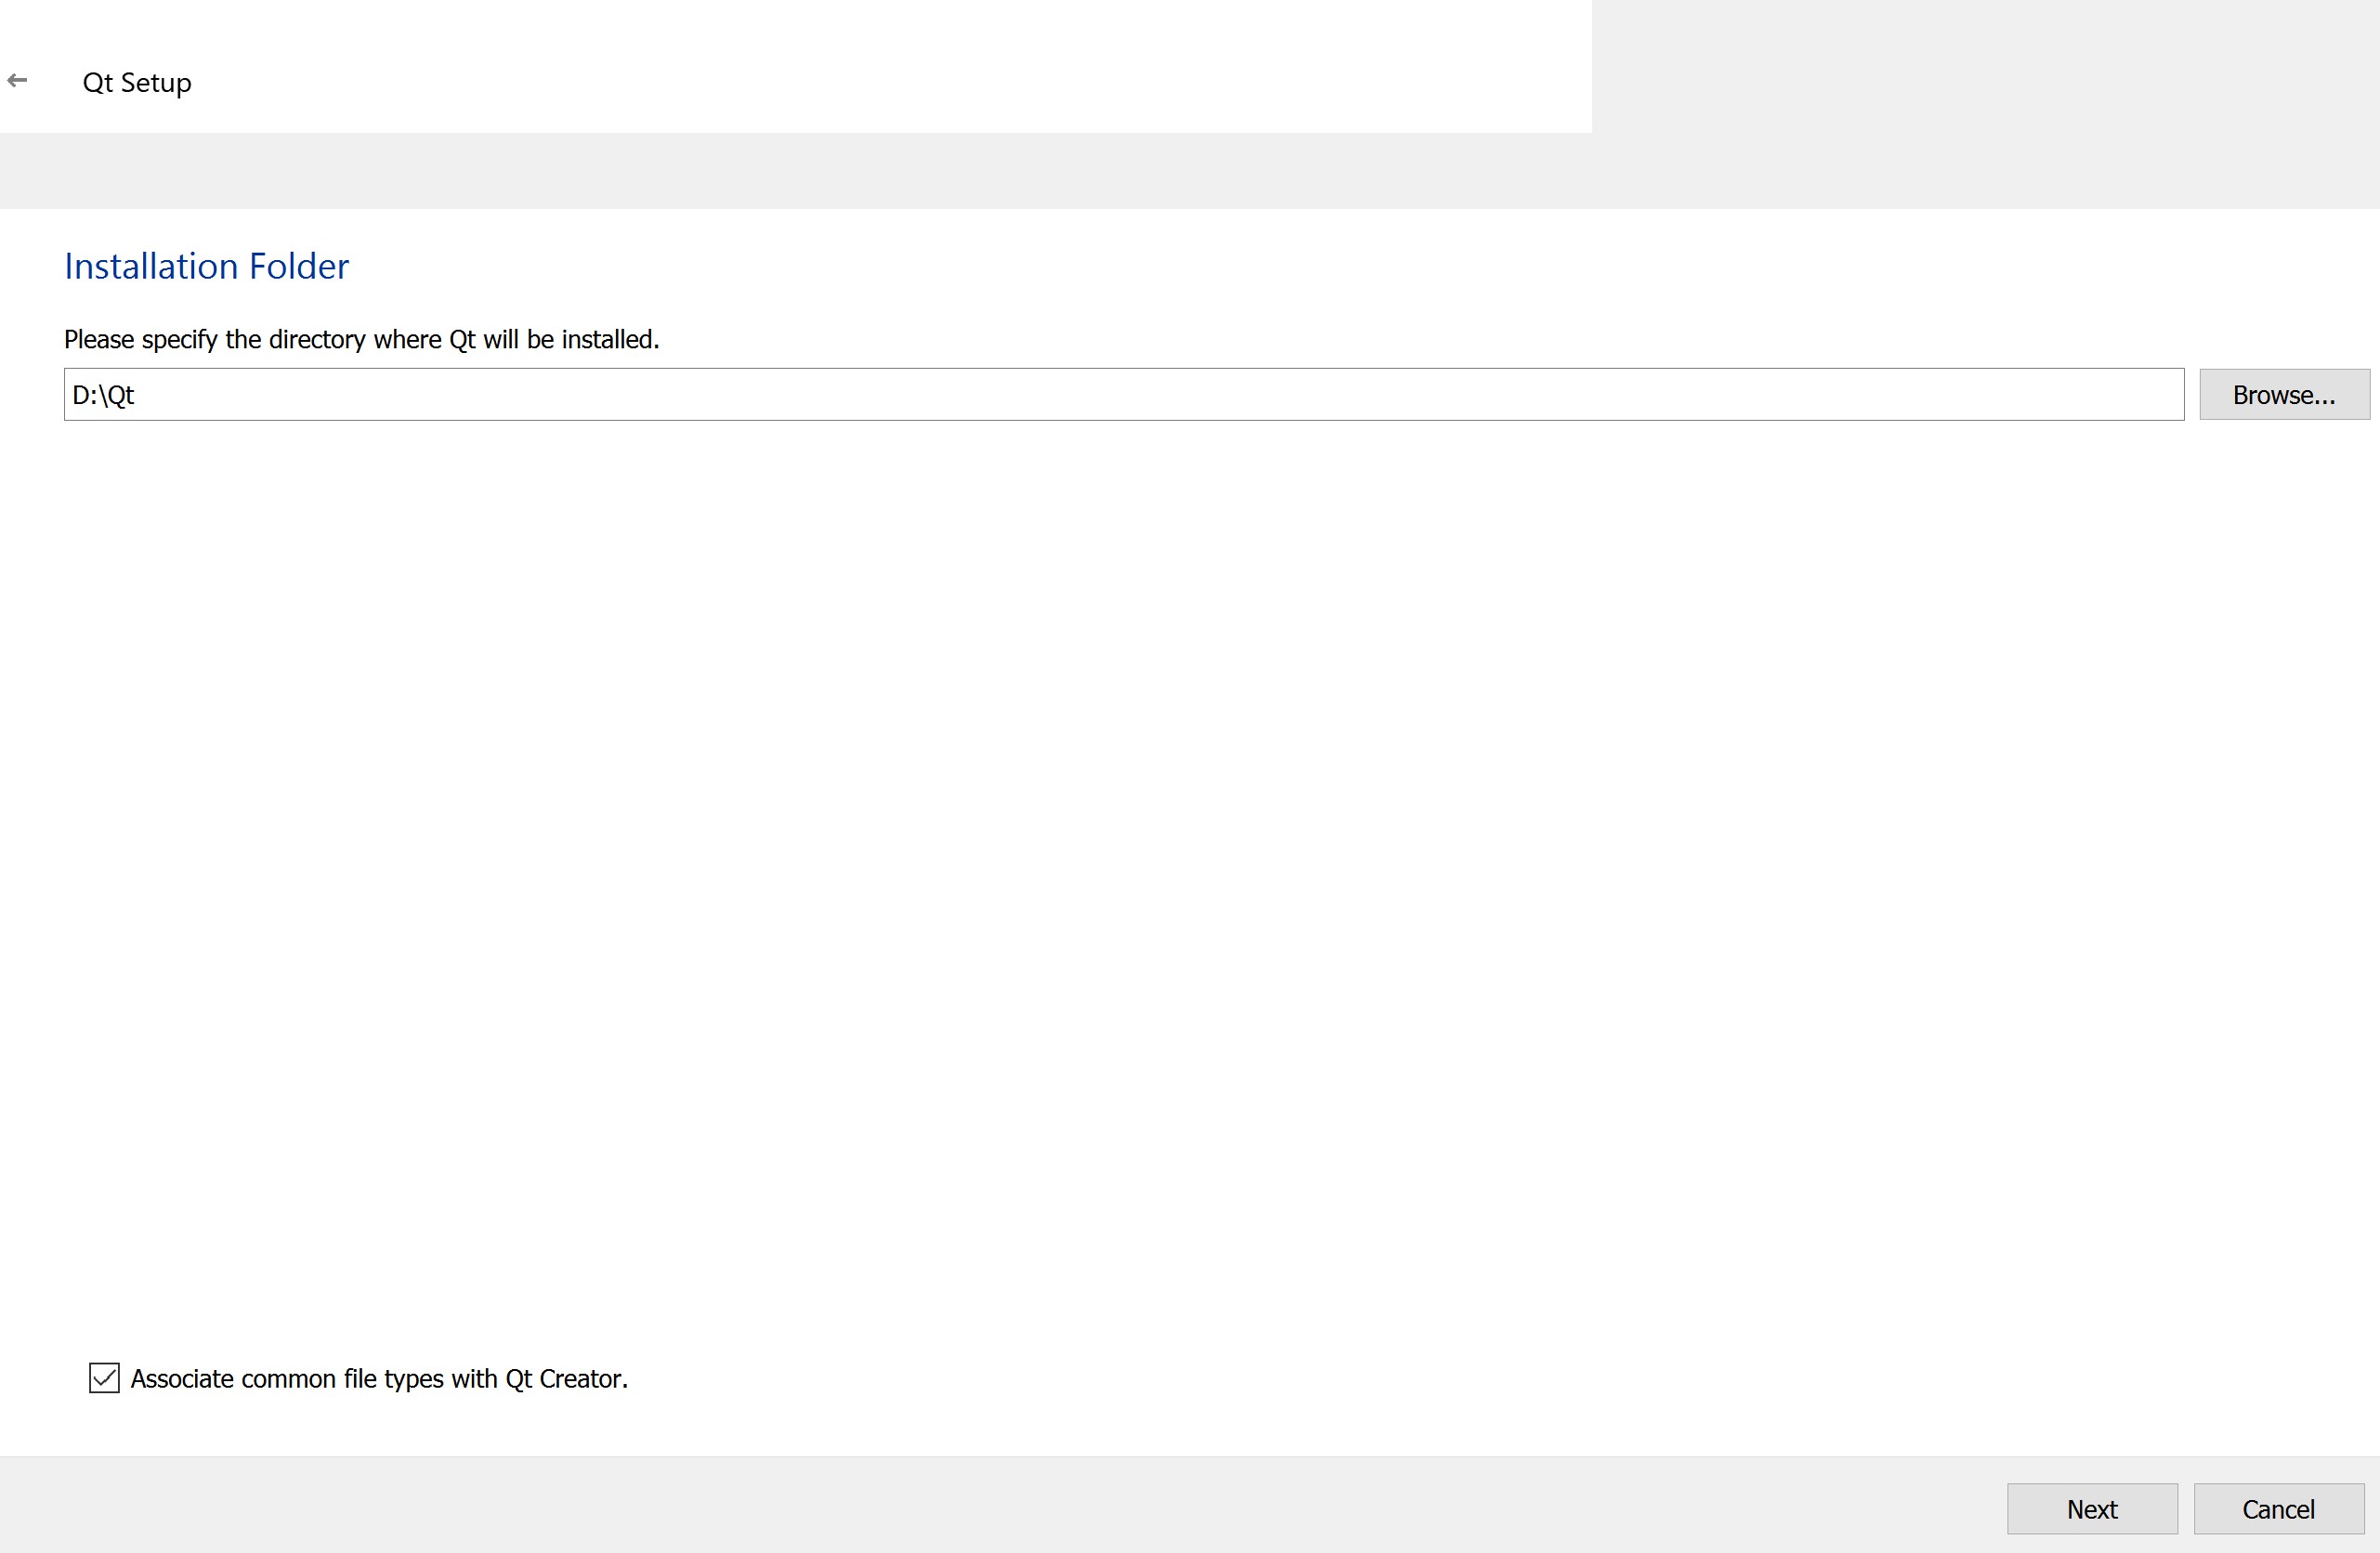 Qt Setup
Installation Folder
Please specify the directory where Qt will be installed.
D:\Qt
Browse...
Associate common file types with Qt Creator.
Next
Cancel